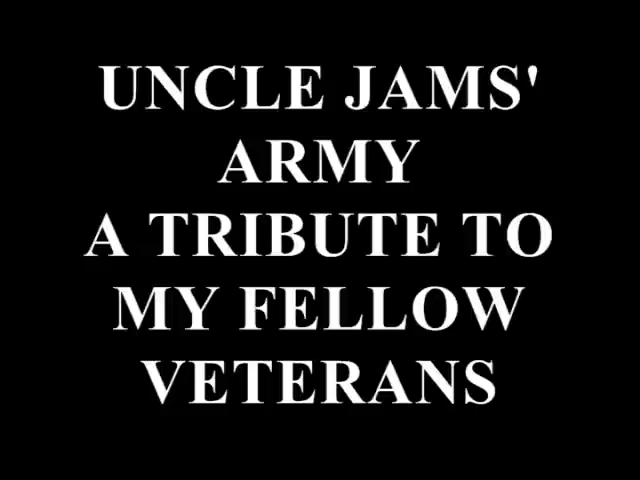 UNCLE JAMS'
ARMY
A TRIBUTE TO
MY FELLOW
VETERANS